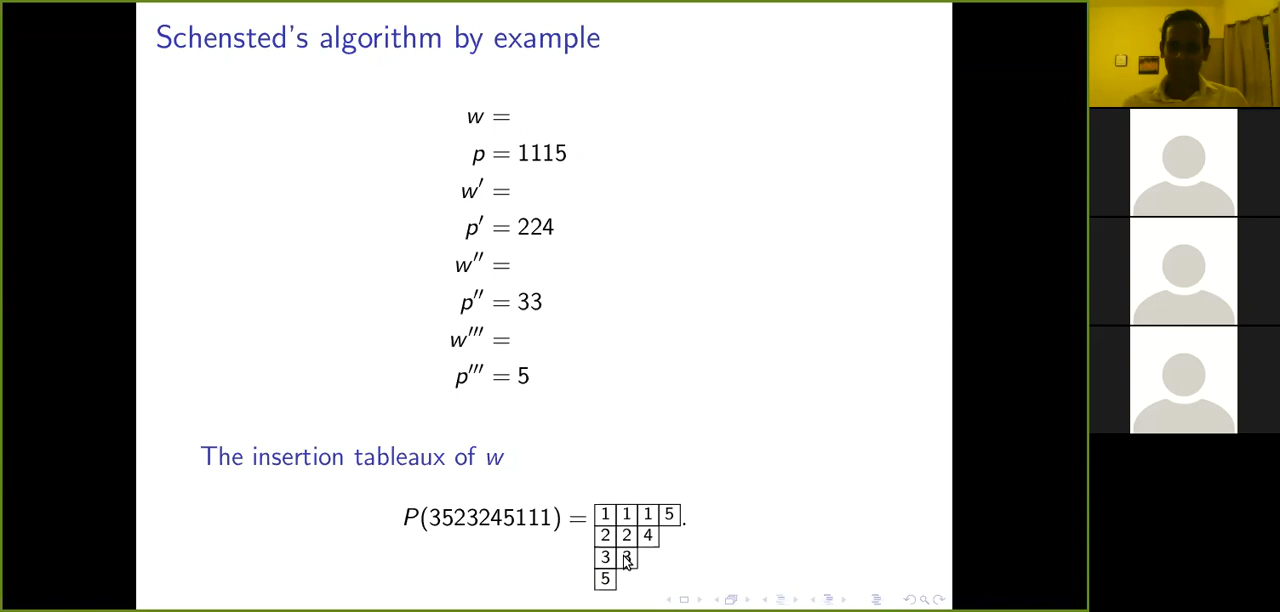 Schensted's algorithm by example
w =
p = 1115
w′ =
p′ = 224
w″ =
p″ = 33
w‴ =
p‴ = 5
The insertion tableaux of w
P(3523245111) = 1 1 1 5 .
2 2 4
3 3
5